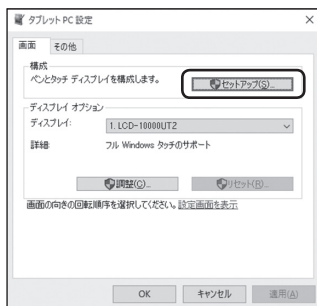 タブレット PC 設定
画面 その他
構成
ペンとタッチ ディスプレイを構成します。 セットアップ(S)...
ディスプレイ オプション
ディスプレイ: 1. LCD-10000UT2
詳細: フル Windows タッチのサポート
調整(C)... リセット(R)...
画面の向きの回転順序を選択してください。設定画面を表示
OK キャンセル 適用(A)